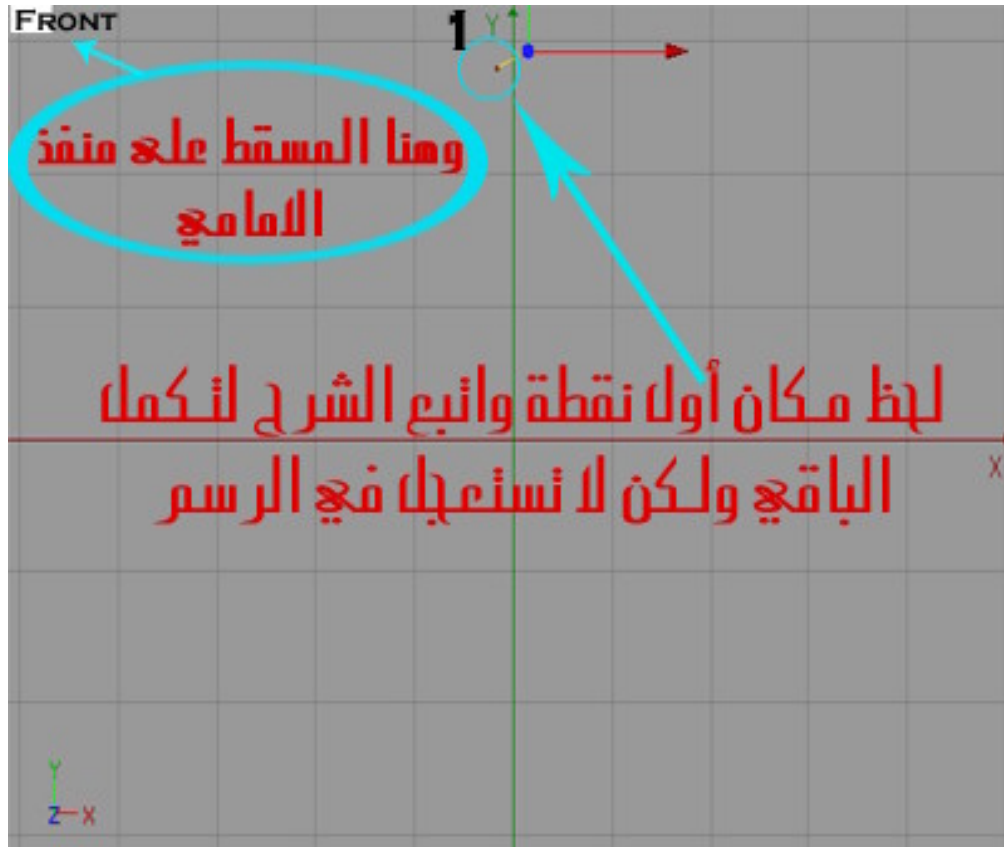 FRONT
1
Y
وهنا المسقط على منفذ
الامامي
لحظ مكان أول نقطة واتبع الشرح لتكمل
X
الباقي ولكن لا تستعجل في الرسم
Y
Z X